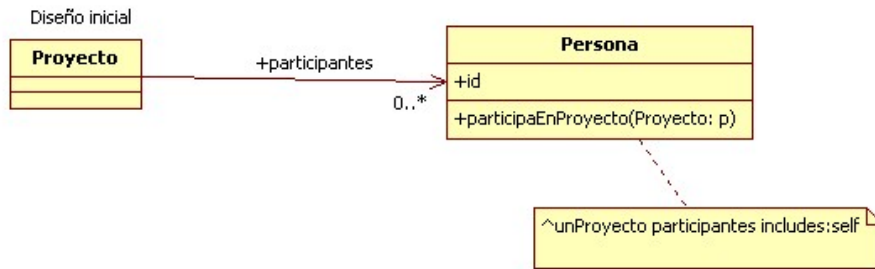 Diseño inicial
Proyecto
+participantes
0..*
Persona
+id
+participaEnProyecto(Proyecto: p)
^unProyecto participantes includes:self